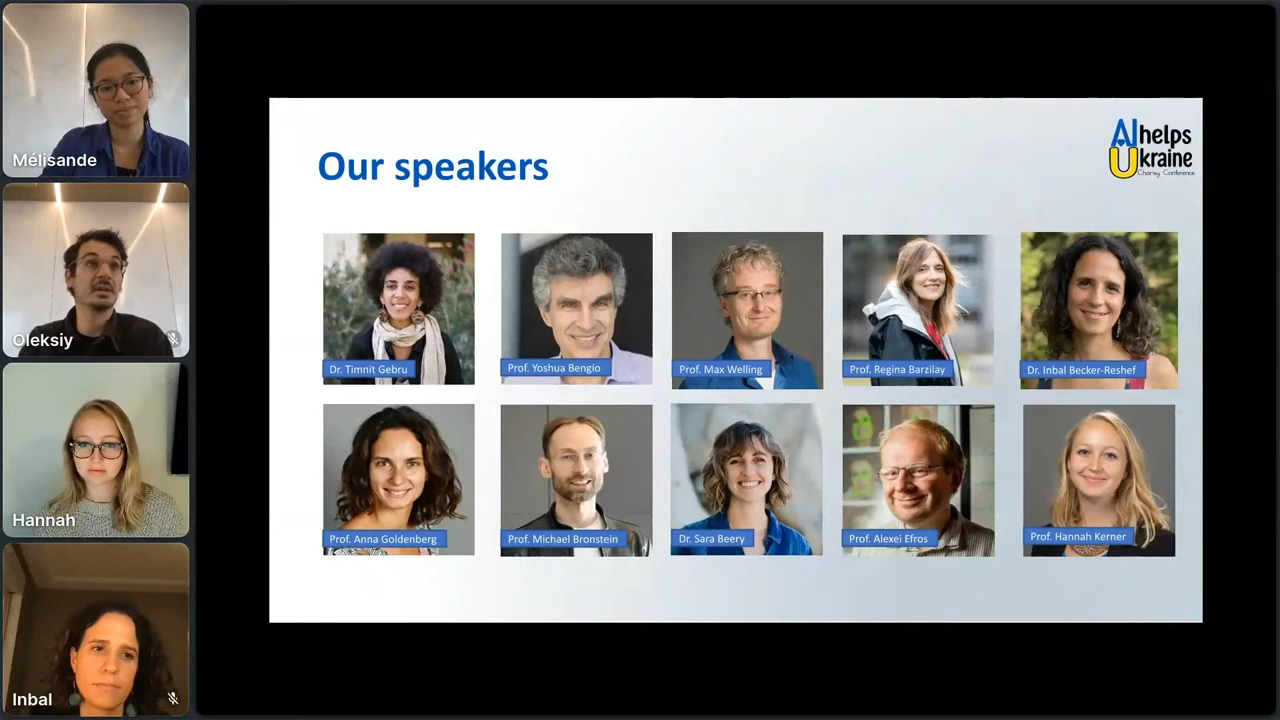 Mélisande
Oleksiy
Hannah
Inbal
Our speakers
AI helps
Ukraine
Charity Conference
Dr. Timnit Gebru
Prof. Yoshua Bengio
Prof. Max Welling
Prof. Regina Barzilay
Dr. Inbal Becker-Reshef
Prof. Anna Goldenberg
Prof. Michael Bronstein
Dr. Sara Beery
Prof. Alexei Efros
Prof. Hannah Kerner